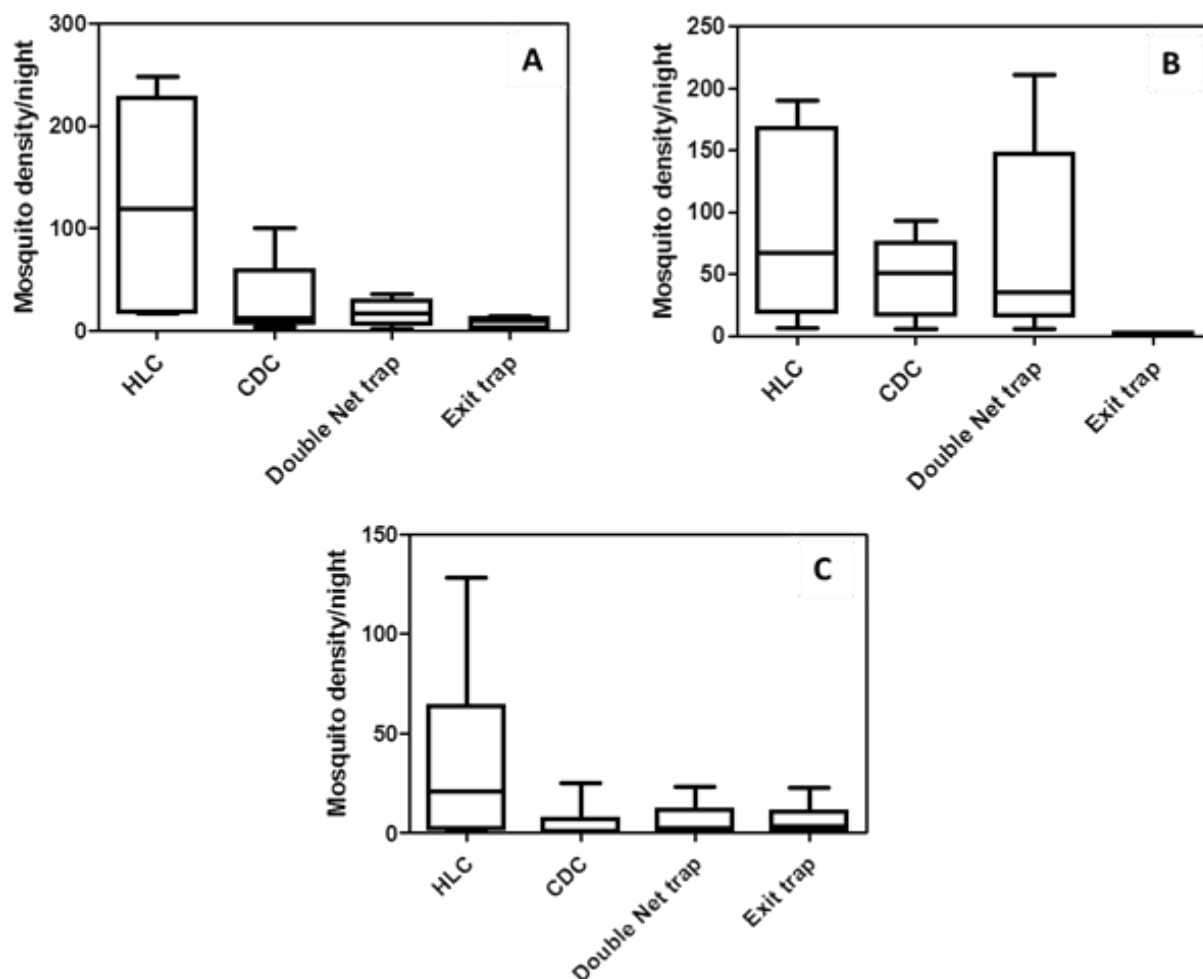 A
Mosquito density/night
300
200
100
0
HLC
CDC
Double Net trap
Exit trap
B
Mosquito density/night
250
200
150
100
50
0
HLC
CDC
Double Net trap
Exit trap
C
Mosquito density/night
150
100
50
0
HLC
CDC
Double Net trap
Exit trap